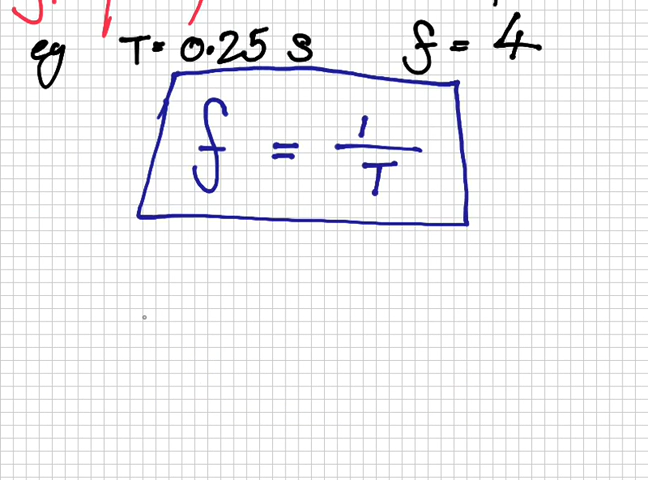 eg T= 0.25 s f = 4
f = 1/T